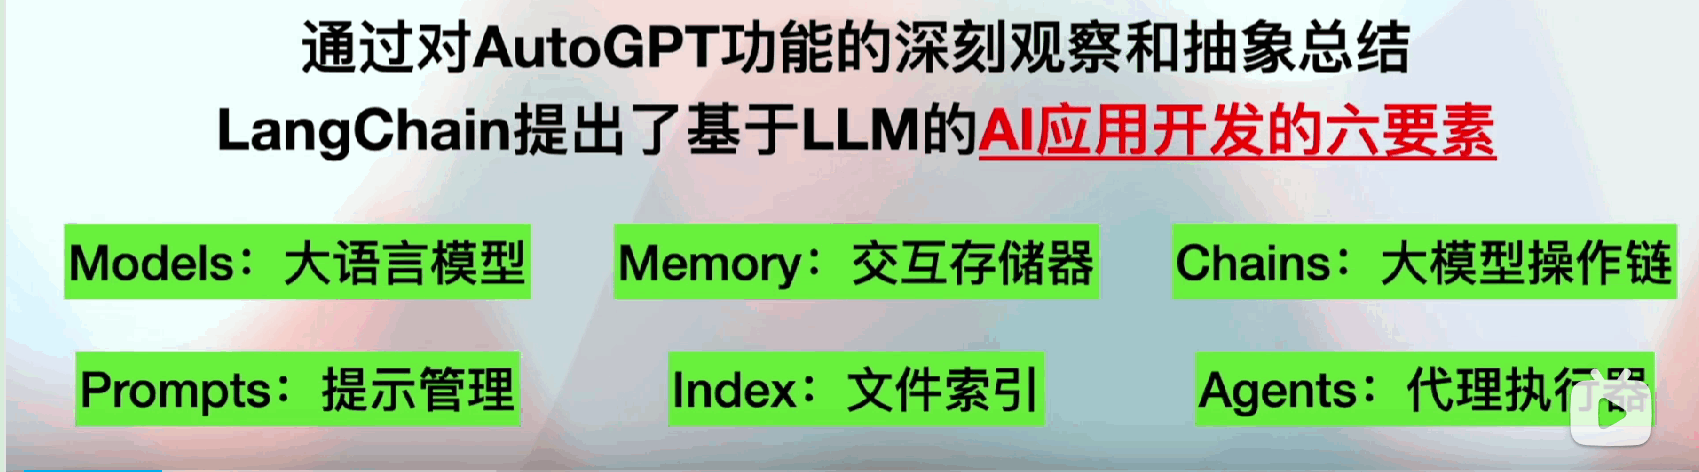 通过对AutoGPT功能的深刻观察和抽象总结
LangChain提出了基于LLM的AI应用开发的六要素
Models：大语言模型
Memory：交互存储器
Chains：大模型操作链
Prompts：提示管理
Index：文件索引
Agents：代理执行器